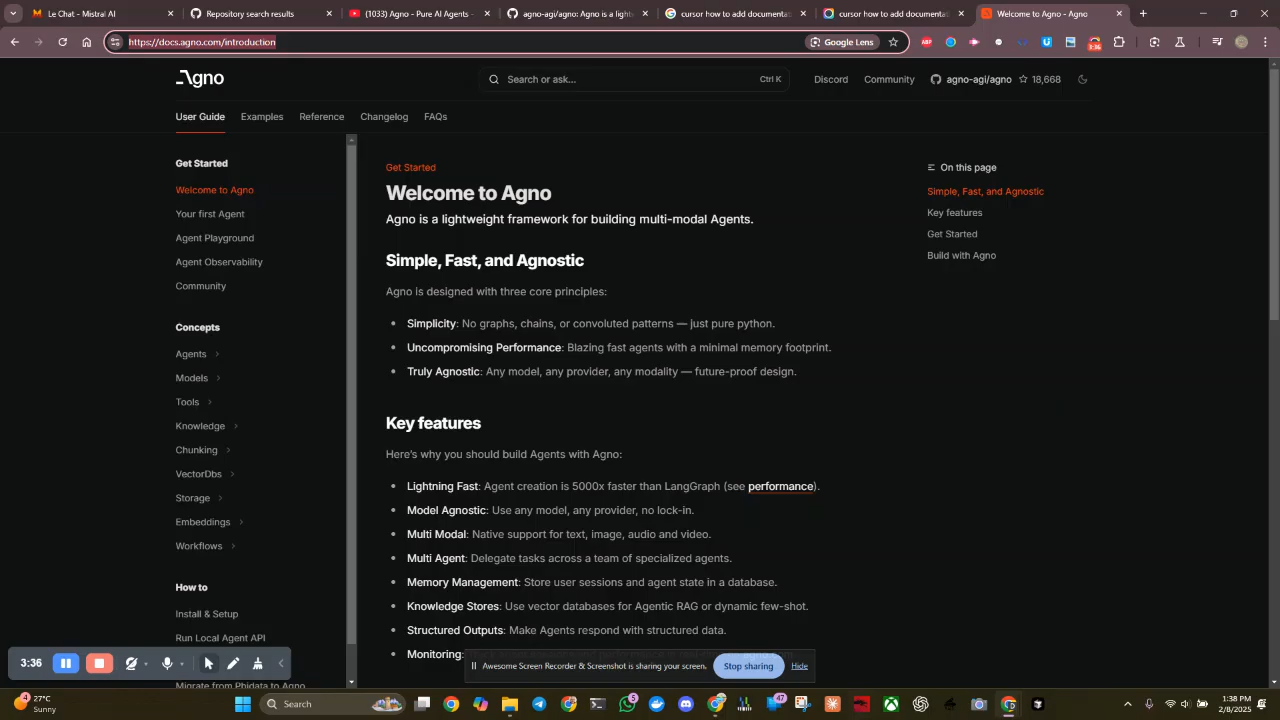 Le Chat - Mistral AI
Repository search results
(1033) Agno - Pure AI Agents -
agno-agi/agno: Agno is a light
cursor how to add documentat
cursor how to add documentat
Welcome to Agno - Agno
https://docs.agno.com/introduction
Google Lens
ABP
3:36
Agno
Search or ask...
Ctrl K
Discord
Community
agno-agi/agno
18,668
User Guide
Examples
Reference
Changelog
FAQs
Get Started
Welcome to Agno
Your first Agent
Agent Playground
Agent Observability
Community
Concepts
Agents
Models
Tools
Knowledge
Chunking
VectorDbs
Storage
Embeddings
Workflows
How to
Install & Setup
Run Local Agent API
Migrate from Phidata to Agno
Get Started
Welcome to Agno
Agno is a lightweight framework for building multi-modal Agents.
Simple, Fast, and Agnostic
Agno is designed with three core principles:
Simplicity: No graphs, chains, or convoluted patterns — just pure python.
Uncompromising Performance: Blazing fast agents with a minimal memory footprint.
Truly Agnostic: Any model, any provider, any modality — future-proof design.
Key features
Here's why you should build Agents with Agno:
Lightning Fast: Agent creation is 5000x faster than LangGraph (see performance).
Model Agnostic: Use any model, any provider, no lock-in.
Multi Modal: Native support for text, image, audio and video.
Multi Agent: Delegate tasks across a team of specialized agents.
Memory Management: Store user sessions and agent state in a database.
Knowledge Stores: Use vector databases for Agentic RAG or dynamic few-shot.
Structured Outputs: Make Agents respond with structured data.
Monitoring:
On this page
Simple, Fast, and Agnostic
Key features
Get Started
Build with Agno
3:36
Awesome Screen Recorder & Screenshot is sharing your screen.
Stop sharing
Hide
27°C
Sunny
Search
5
47
1:38 PM
2/8/2025